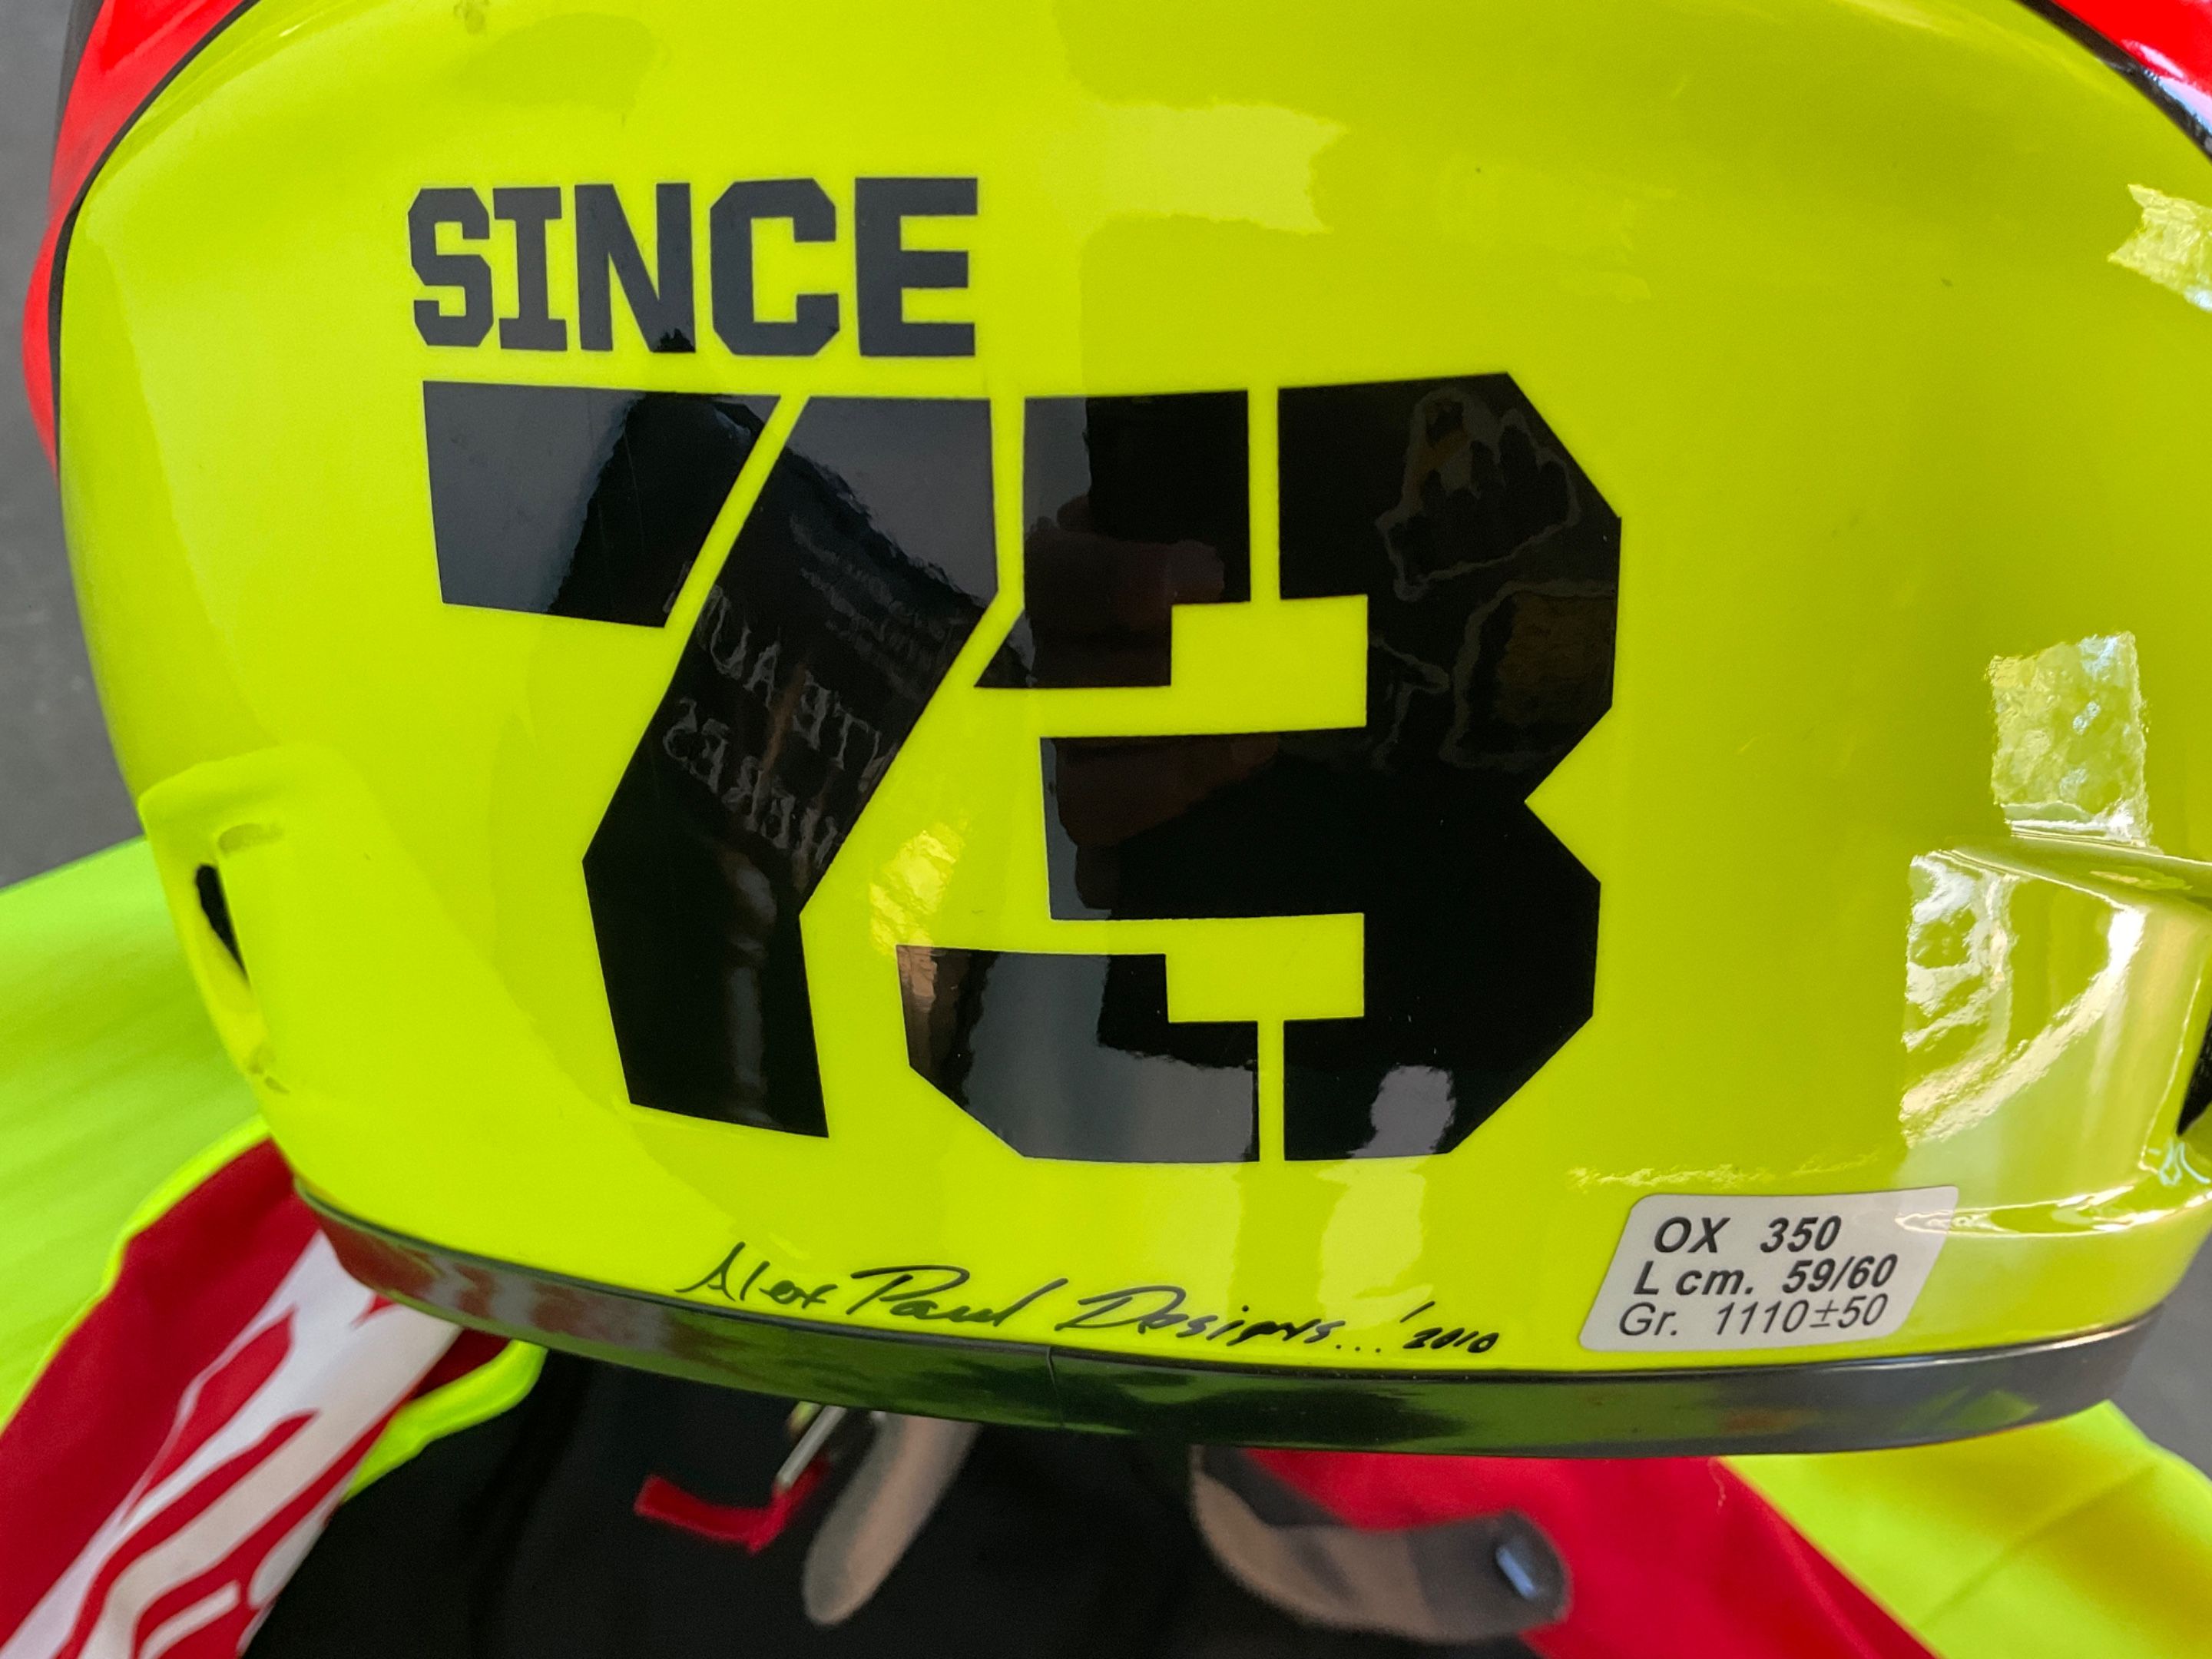 SINCE
73
Alex Paul Designs...'2010
OX 350
L cm. 59/60
Gr. 1110±50